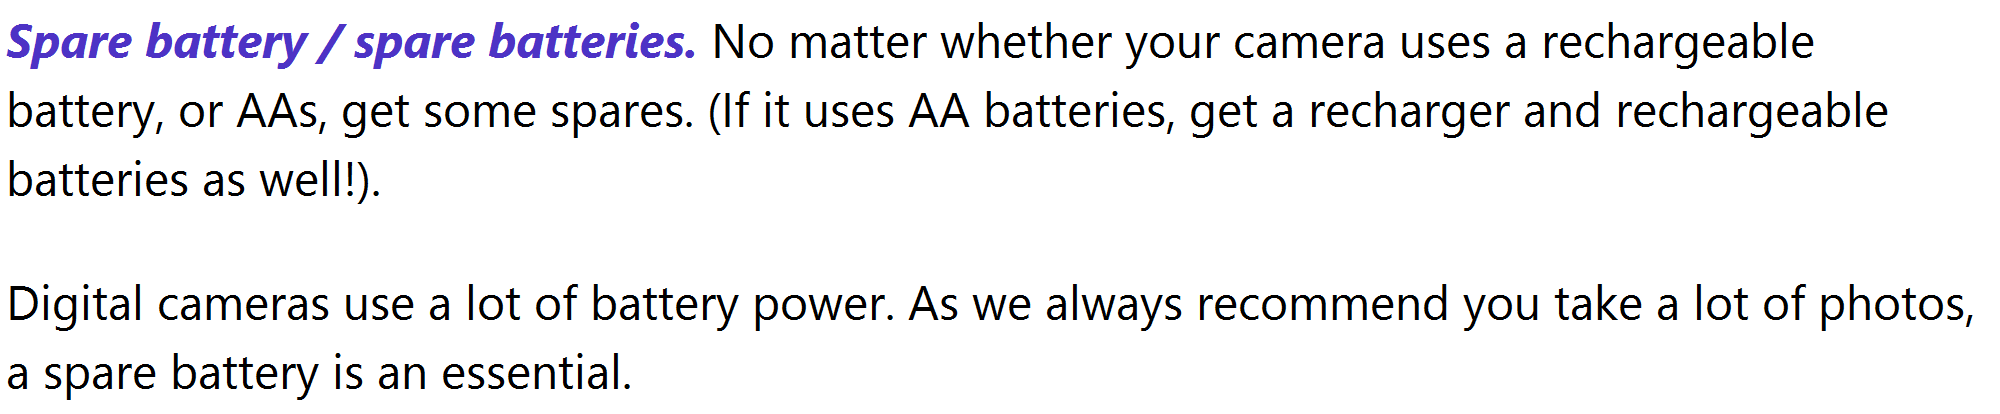 Spare battery / spare batteries. No matter whether your camera uses a rechargeable
battery, or AAs, get some spares. (If it uses AA batteries, get a recharger and rechargeable
batteries as well!).
Digital cameras use a lot of battery power. As we always recommend you take a lot of photos,
a spare battery is an essential.